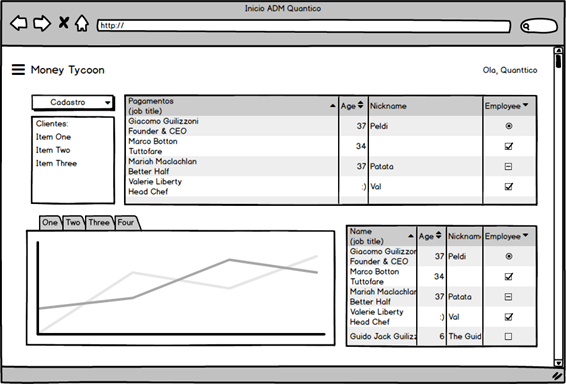 Inicio ADM Quantico
http://
Money Tycoon
Ola, Quanttico
Cadastro
Clientes:
Item One
Item Two
Item Three
Pagamentos
(job title)
Age
Nickname
Employee
Giacomo Guilizzoni
Founder & CEO
37
Peldi
Marco Botton
Tuttofare
34
Mariah Maclachlan
Better Half
37
Patata
Valerie Liberty
Head Chef
:)
Val
One
Two
Three
Four
Name
(job title)
Age
Nicknam
Employee
Giacomo Guilizzon
Founder & CEO
37
Peldi
Marco Botton
Tuttofare
34
Mariah Maclachlan
Better Half
37
Patata
Valerie Liberty
Head Chef
:)
Val
Guido Jack Guilizz
6
The Guid